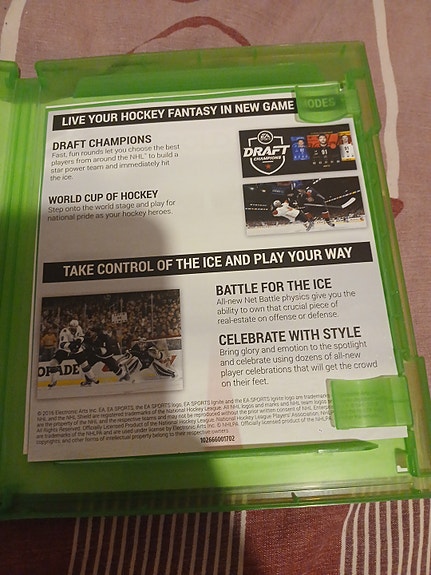 LIVE YOUR HOCKEY FANTASY IN NEW GAME MODES
DRAFT CHAMPIONS
Fast, fun rounds let you choose the best
players from around the NHL™ to build a
star power team and immediately hit
the ice.
EA
SPORTS
DRAFT
CHAMPIONS
91
WORLD CUP OF HOCKEY
Step onto the world stage and play for
national pride as your hockey heroes.
TAKE CONTROL OF THE ICE AND PLAY YOUR WAY
BATTLE FOR THE ICE
All-new Net Battle physics give you the
ability to own that crucial piece of
real-estate on offense or defense.
CELEBRATE WITH STYLE
Bring glory and emotion to the spotlight
and celebrate using dozens of all-new
player celebrations that will get the crowd
on their feet.
© 2016 Electronic Arts Inc. EA, EA SPORTS, the EA SPORTS logo, EA SPORTS Ignite and the EA SPORTS Ignite logo are trademarks
NHL and the NHL Shield are registered trademarks of the National Hockey League. All NHL logos and marks and NHL team logos
are the property of the NHL and the respective teams and may not be reproduced without the prior written consent of NHL Enterprises
All Rights Reserved. Officially Licensed Product of the National Hockey League. National Hockey League Players' Association, NHLPA
are trademarks of the NHLPA and are used under license by Electronic Arts Inc. © NHLPA. Officially licensed product of the NHLPA
copyrights and other forms of intellectual property belong to their respective owners.
102666001702